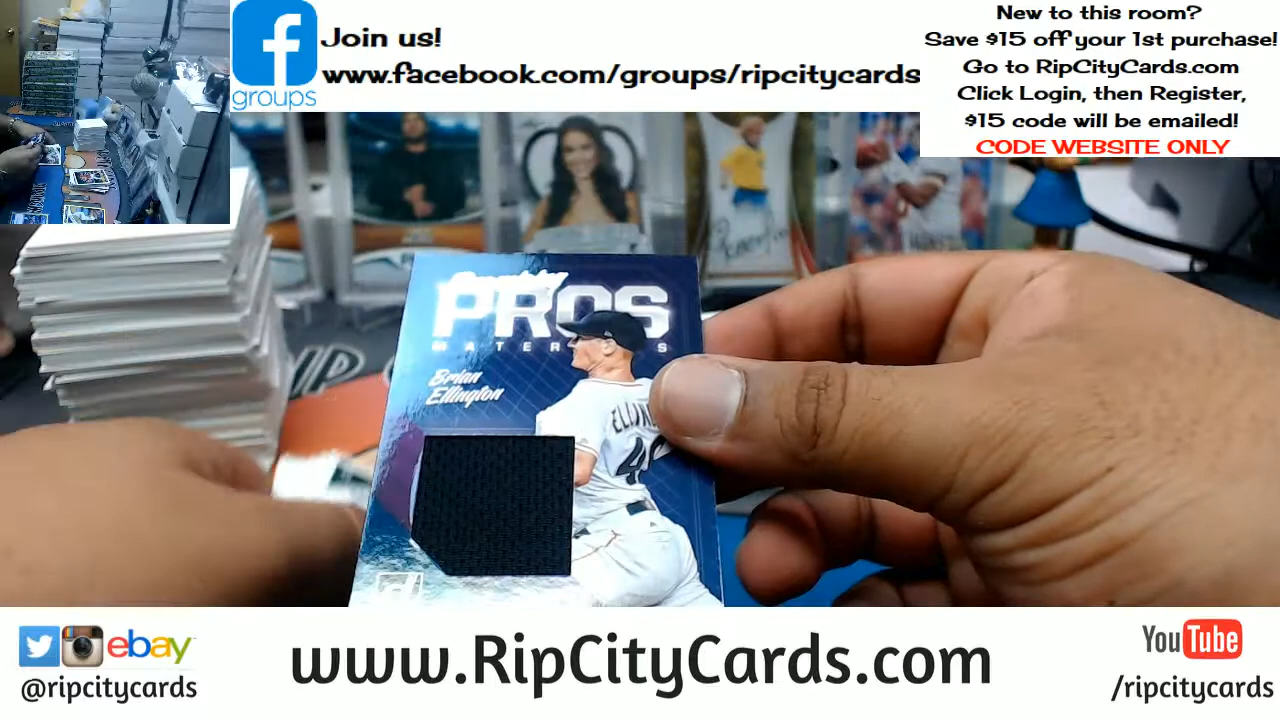 Join us!
www.facebook.com/groups/ripcitycards
groups
New to this room?
Save $15 off your 1st purchase!
Go to RipCityCards.com
Click Login, then Register,
$15 code will be emailed!
CODE WEBSITE ONLY
PROS
MATERIALS
Brian
Ellington
ebay
@ripcitycards
www.RipCityCards.com
YouTube
/ripcitycards